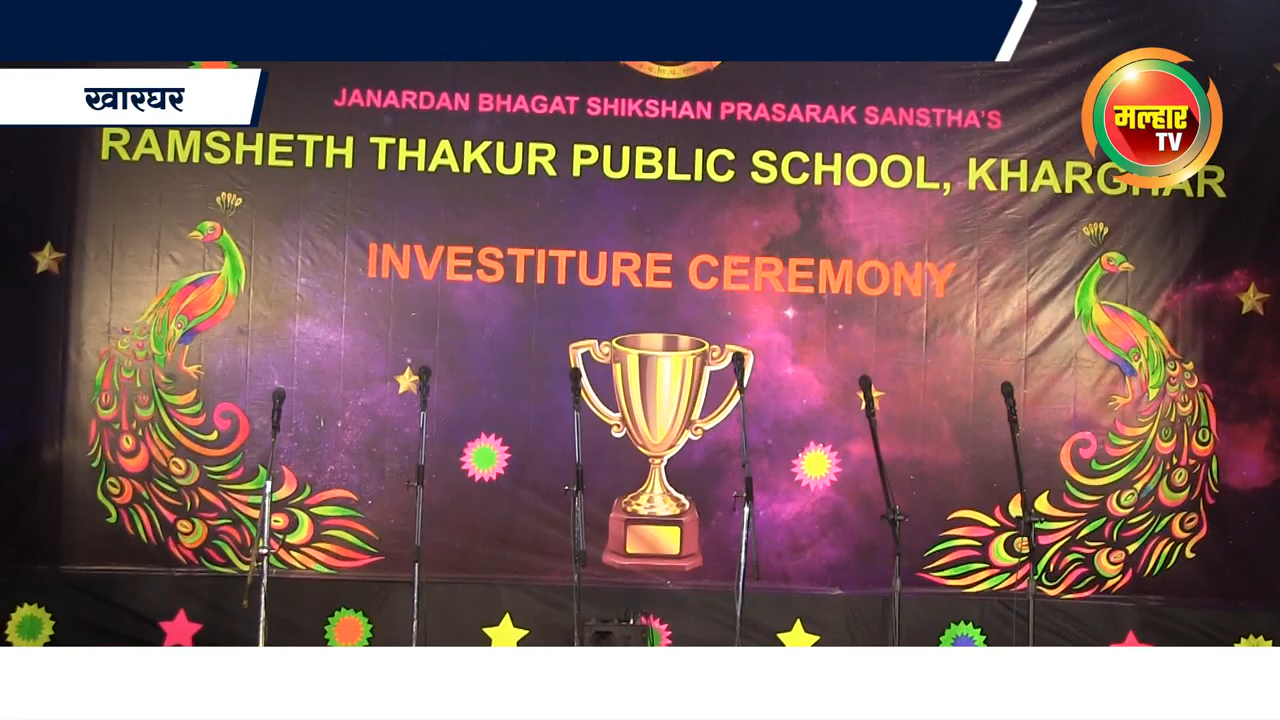 खारघर
JANARDAN BHAGAT SHIKSHAN PRASARAK SANSTHA'S
RAMSHETH THAKUR PUBLIC SCHOOL, KHARGHAR
INVESTITURE CEREMONY
मल्हार
TV